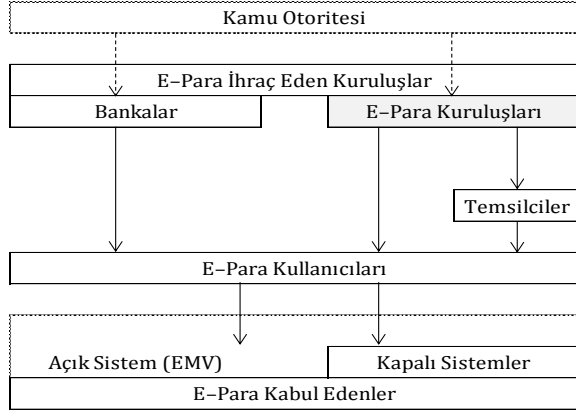 Kamu Otoritesi
E–Para İhraç Eden Kuruluşlar
Bankalar
E–Para Kuruluşları
Temsilciler
E–Para Kullanıcıları
Açık Sistem (EMV)
Kapalı Sistemler
E–Para Kabul Edenler